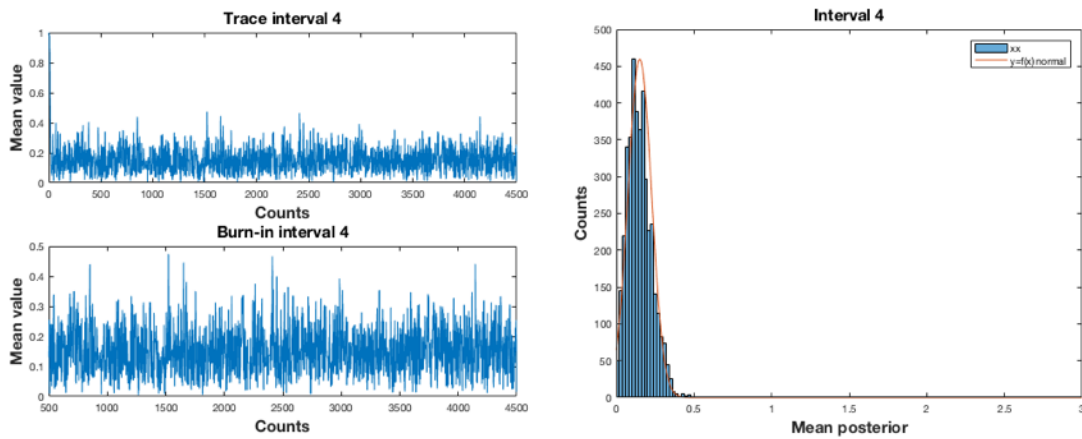 Trace interval 4
Mean value
1
0.8
0.6
0.4
0.2
0
0 500 1000 1500 2000 2500 3000 3500 4000 4500
Counts
Burn-in interval 4
Mean value
0.5
0.4
0.3
0.2
0.1
0
500 1000 1500 2000 2500 3000 3500 4000 4500
Counts
Interval 4
Counts
500
450
400
350
300
250
200
150
100
50
0
xx
y=f(x) normal
0 0.5 1 1.5 2 2.5 3
Mean posterior